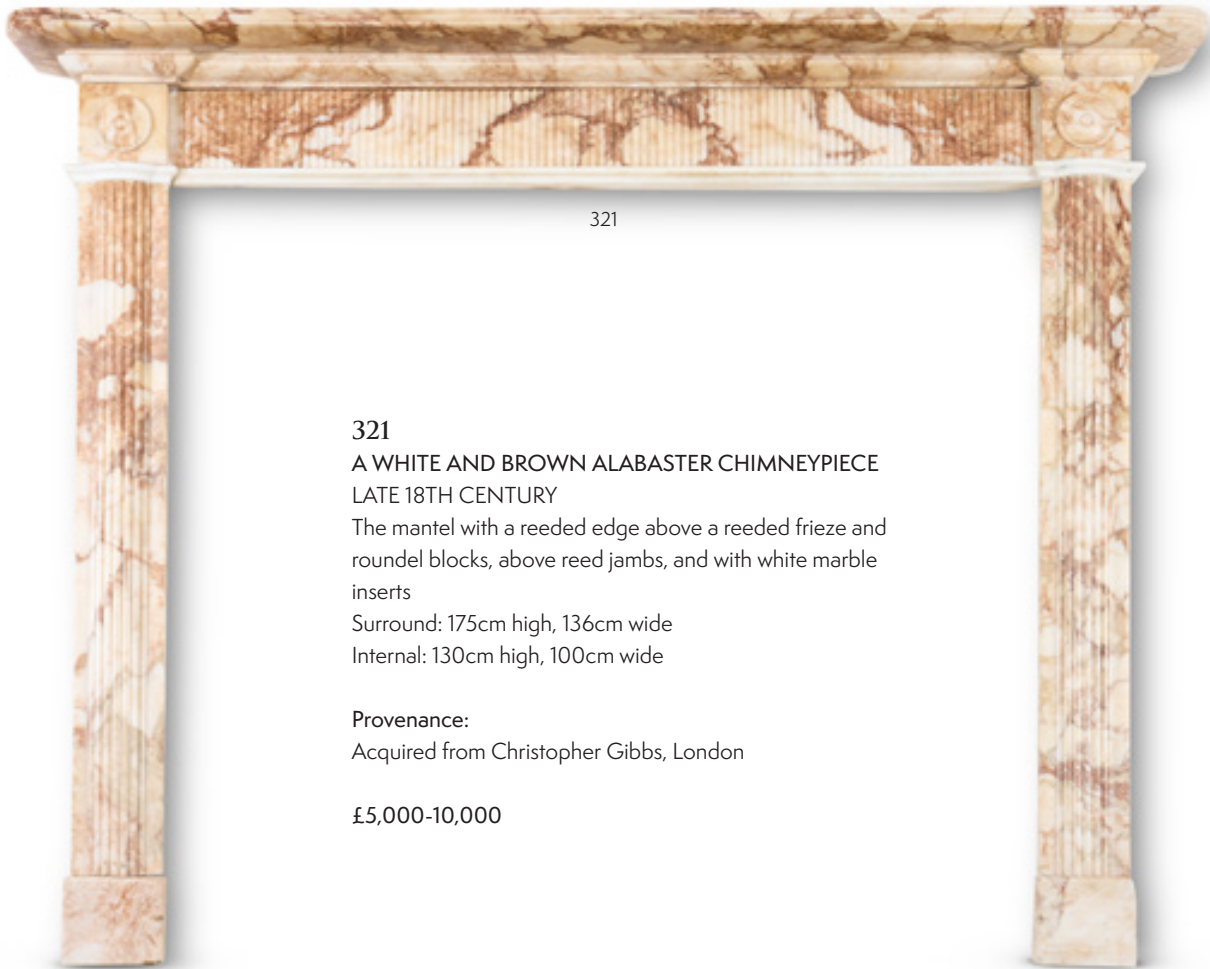 321
321
A WHITE AND BROWN ALABASTER CHIMNEYPIECE
LATE 18TH CENTURY
The mantel with a reeded edge above a reeded frieze and
roundel blocks, above reed jambs, and with white marble
inserts
Surround: 175cm high, 136cm wide
Internal: 130cm high, 100cm wide
Provenance:
Acquired from Christopher Gibbs, London
£5,000-10,000